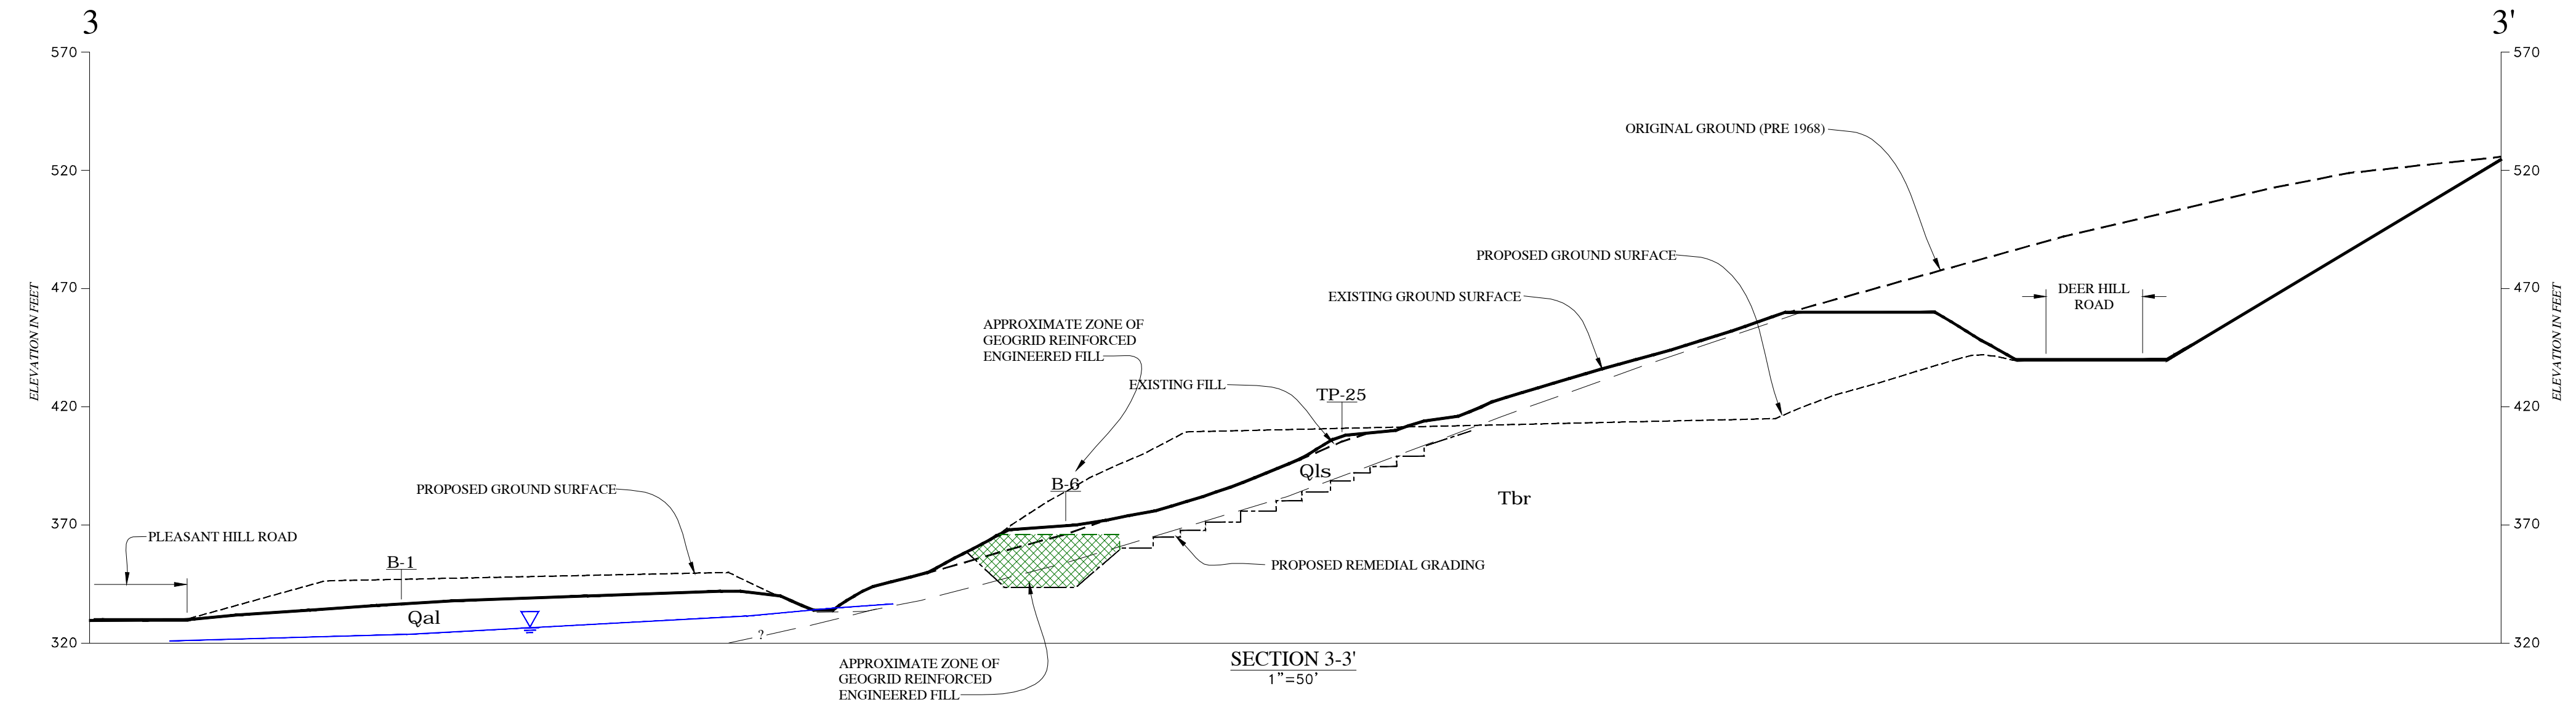 3
3'
570
570
ORIGINAL GROUND (PRE 1968)
520
520
PROPOSED GROUND SURFACE
470
470
DEER HILL
ROAD
EXISTING GROUND SURFACE
ELEVATION IN FEET
ELEVATION IN FEET
APPROXIMATE ZONE OF
GEOGRID REINFORCED
ENGINEERED FILL
EXISTING FILL
TP-25
420
420
Qls
B-6
PROPOSED GROUND SURFACE
Tbr
370
370
PLEASANT HILL ROAD
B-1
PROPOSED REMEDIAL GRADING
Qal
?
320
320
SECTION 3-3'
1"=50'
APPROXIMATE ZONE OF
GEOGRID REINFORCED
ENGINEERED FILL